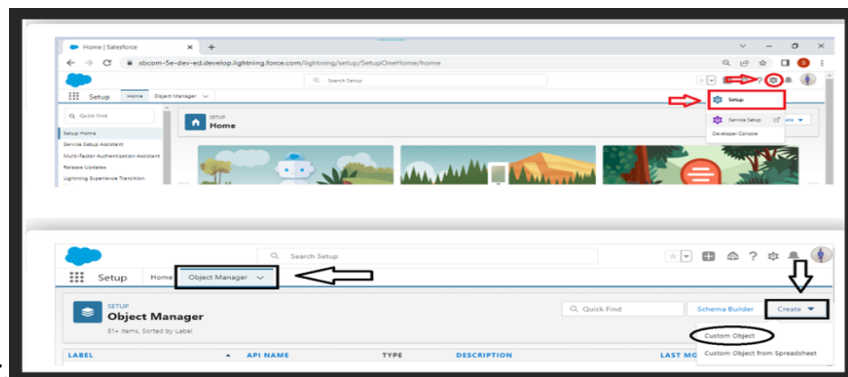 Home | Salesforce
sbcom-5e-dev-ed.develop.lightning.force.com/lightning/setup/SetupOneHome/home
Search Setup
Setup Home Object Manager
Setup
Quick Find
SETUP
Home
Service Setup
Developer Console
Setup Home
Service Setup Assistant
Multi-Factor Authentication Assistant
Release Updates
Lightning Experience Transition
Search Setup
Setup Home Object Manager
SETUP
Object Manager
31+ Items, Sorted by Label
Quick Find Schema Builder Create
Custom Object
Custom Object from Spreadsheet
LABEL API NAME TYPE DESCRIPTION LAST MO